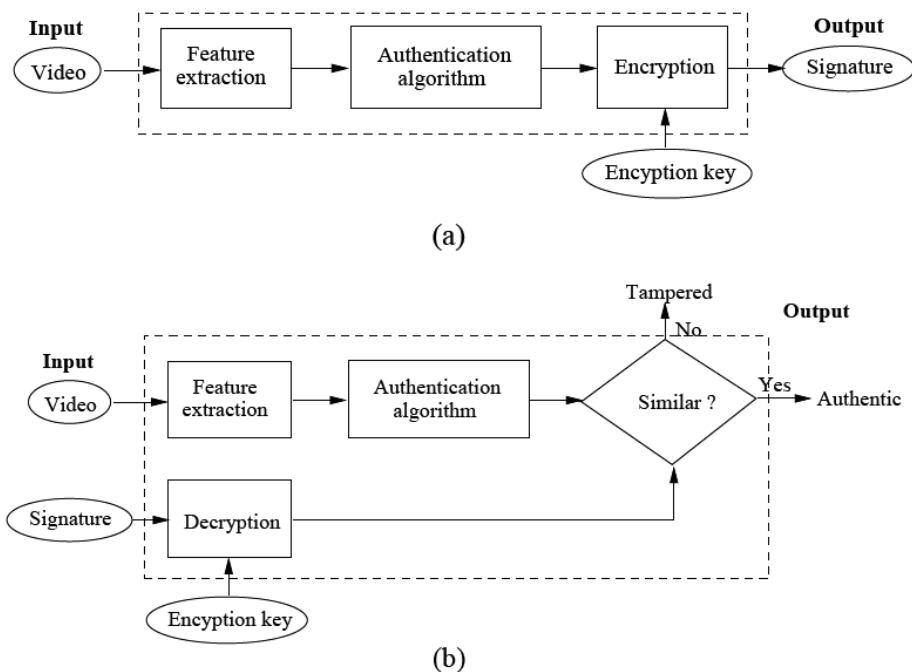 Input
Output
Video
Feature
extraction
Authentication
algorithm
Encryption
Signature
Encyption key
(a)
Tampered
No
Output
Input
Video
Feature
extraction
Authentication
algorithm
Similar ?
Yes
Authentic
Signature
Decryption
Encyption key
(b)